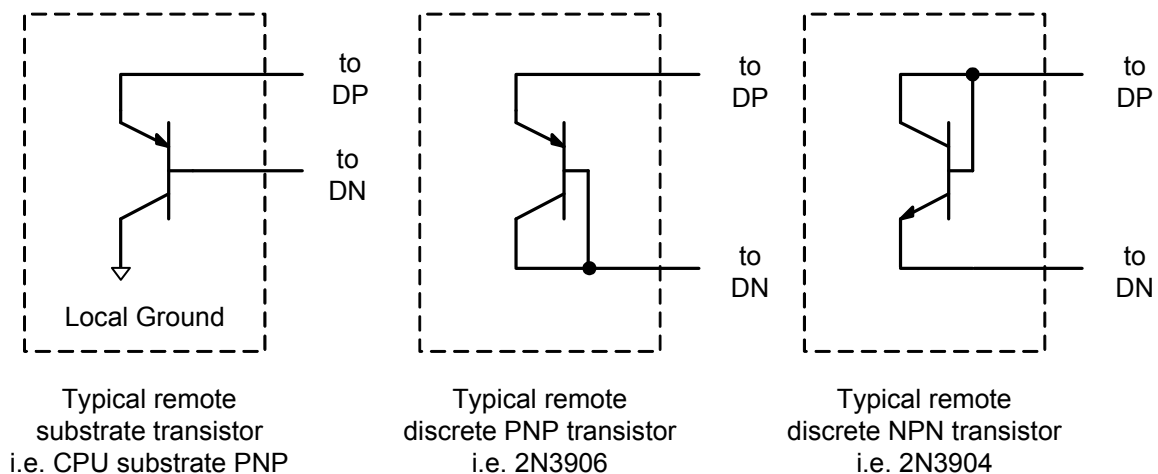 to
DP
to
DN
Local Ground
Typical remote
substrate transistor
i.e. CPU substrate PNP
to
DP
to
DN
Typical remote
discrete PNP transistor
i.e. 2N3906
to
DP
to
DN
Typical remote
discrete NPN transistor
i.e. 2N3904